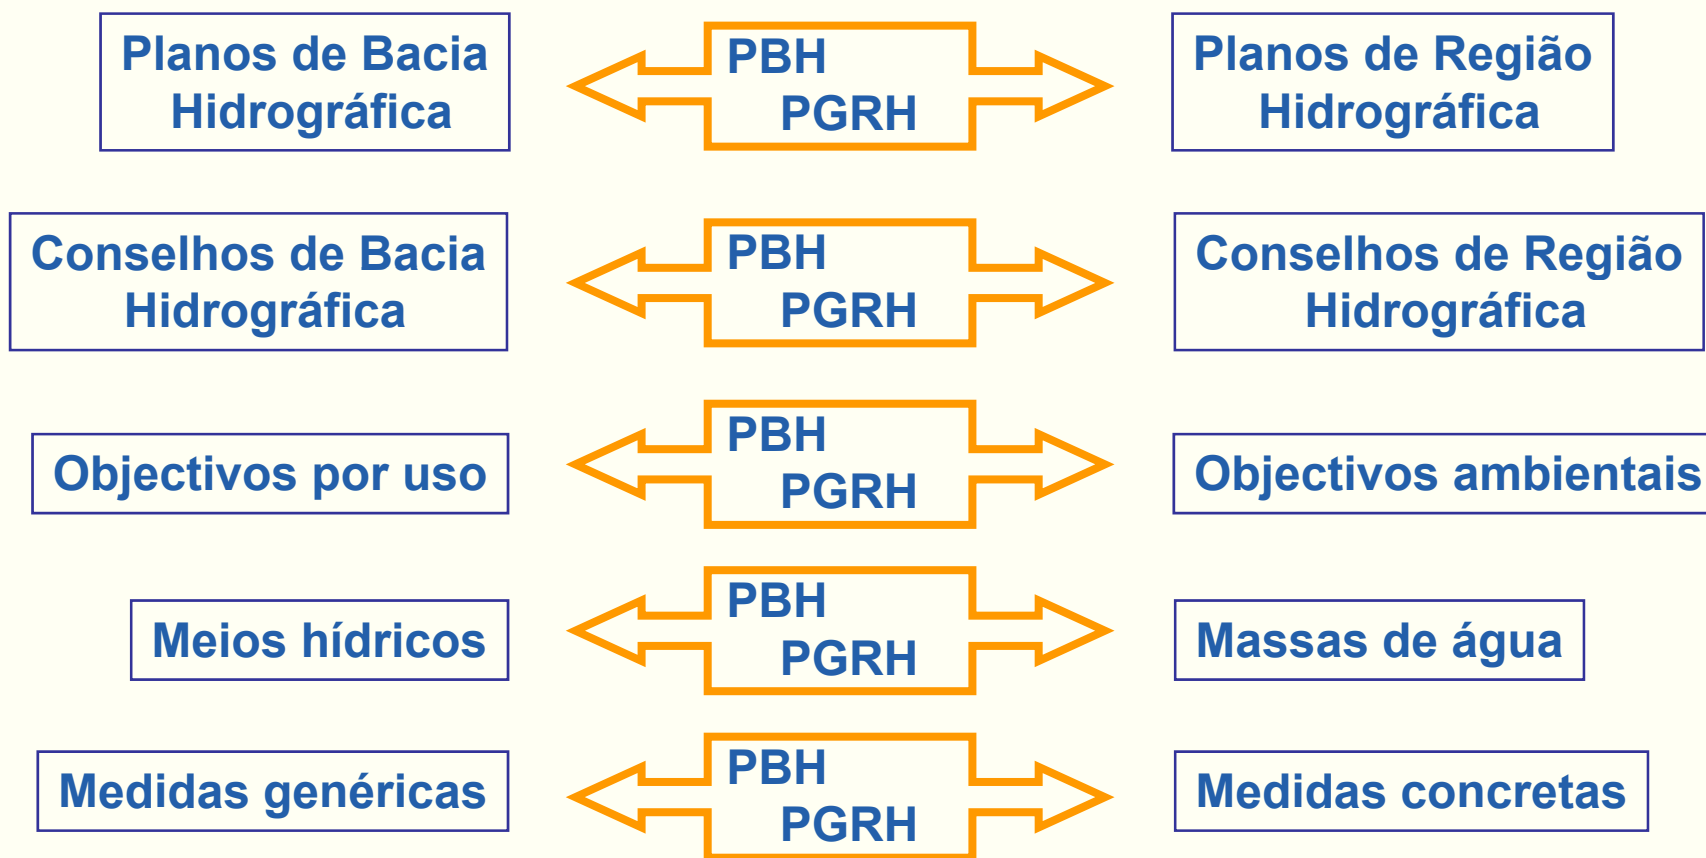 Planos de Bacia
Hidrográfica
PBH
PGRH
Planos de Região
Hidrográfica
Conselhos de Bacia
Hidrográfica
PBH
PGRH
Conselhos de Região
Hidrográfica
Objectivos por uso
PBH
PGRH
Objectivos ambientais
Meios hídricos
PBH
PGRH
Massas de água
Medidas genéricas
PBH
PGRH
Medidas concretas